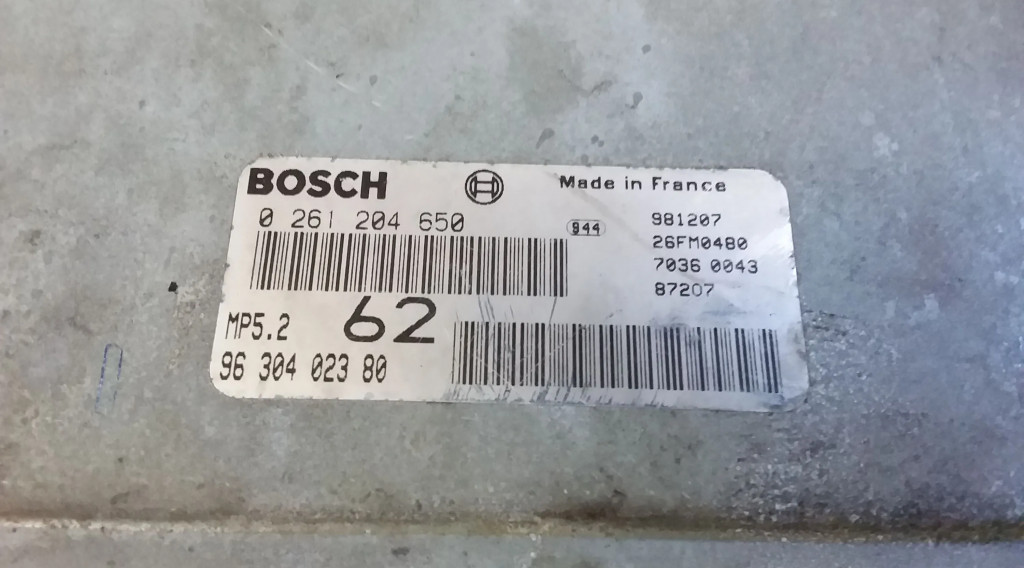 BOSCH
Made in France
0 261 204 650
944
981207
26FM0480
7036 0043
87207
MP5.2
62
96 304 023 80